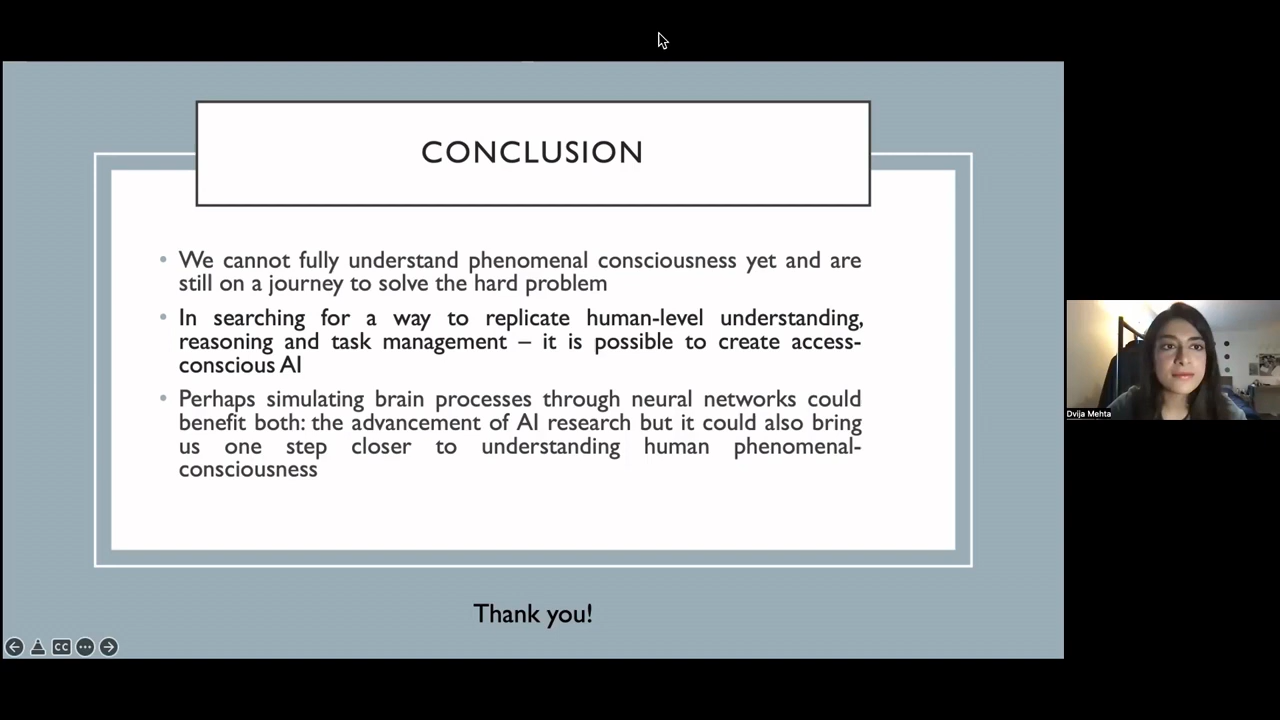 CONCLUSION
• We cannot fully understand phenomenal consciousness yet and are
still on a journey to solve the hard problem
• In searching for a way to replicate human-level understanding,
reasoning and task management – it is possible to create access-
conscious AI
• Perhaps simulating brain processes through neural networks could
benefit both: the advancement of AI research but it could also bring
us one step closer to understanding human phenomenal-
consciousness
Thank you!
CC
Dvija Mehta